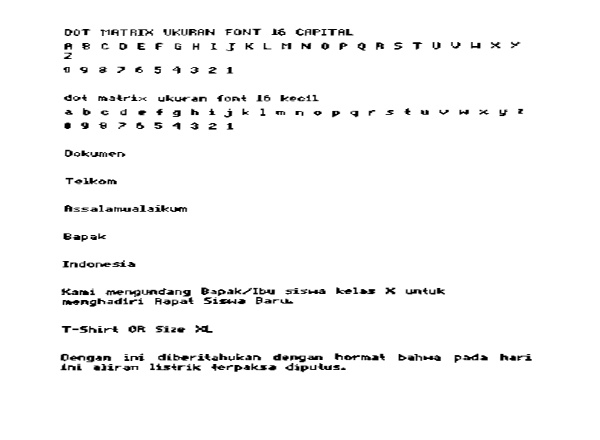 DOT MATRIX UKURAN FONT 16 CAPITAL
A B C D E F G H I J K L M N O P Q R S T U V W X Y
Z
0 9 8 7 6 5 4 3 2 1
dot matrix ukuran font 16 kecil
a b c d e f g h i j k l m n o p q r s t u v w x y z
0 9 8 7 6 5 4 3 2 1
Dokumen
Telkom
Assalamualaikum
Bapak
Indonesia
Kami mengundang Bapak/Ibu siswa kelas X untuk
menghadiri Rapat Siswa Baru.
T-Shirt OR Size XL
Dengan ini diberitahukan dengan hormat bahwa pada hari
ini aliran listrik terpaksa diputus.